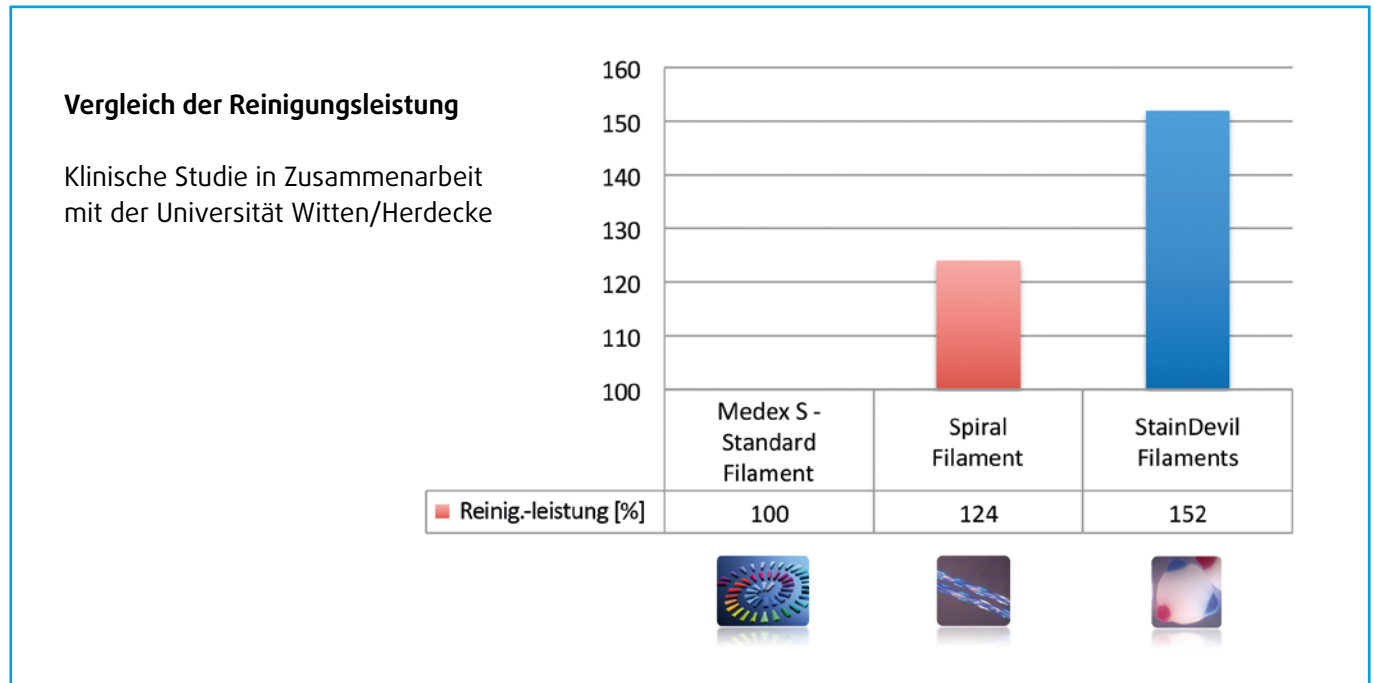 Vergleich der Reinigungsleistung
Klinische Studie in Zusammenarbeit
mit der Universität Witten/Herdecke
160
150
140
130
120
110
100
Medex S -
Standard
Filament
Spiral
Filament
StainDevil
Filaments
Reinig.-leistung [%]
100
124
152